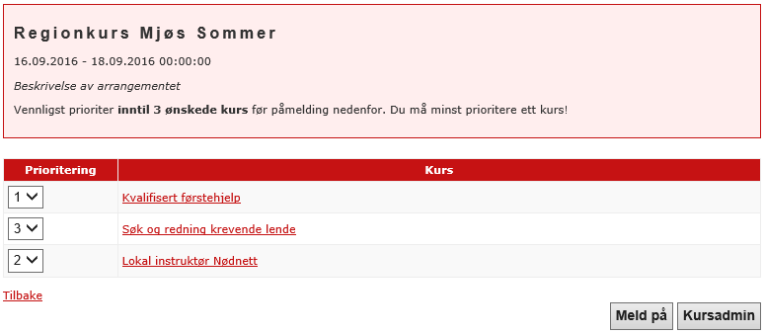 Regionkurs Mjøs Sommer
16.09.2016 - 18.09.2016 00:00:00
Beskrivelse av arrangementet
Vennligst prioriter inntil 3 ønskede kurs før påmelding nedenfor. Du må minst prioritere ett kurs!
Prioritering Kurs
1 Kvalifisert førstehjelp
3 Søk og redning krevende lende
2 Lokal instruktør Nødnett
Tilbake
Meld på Kursadmin